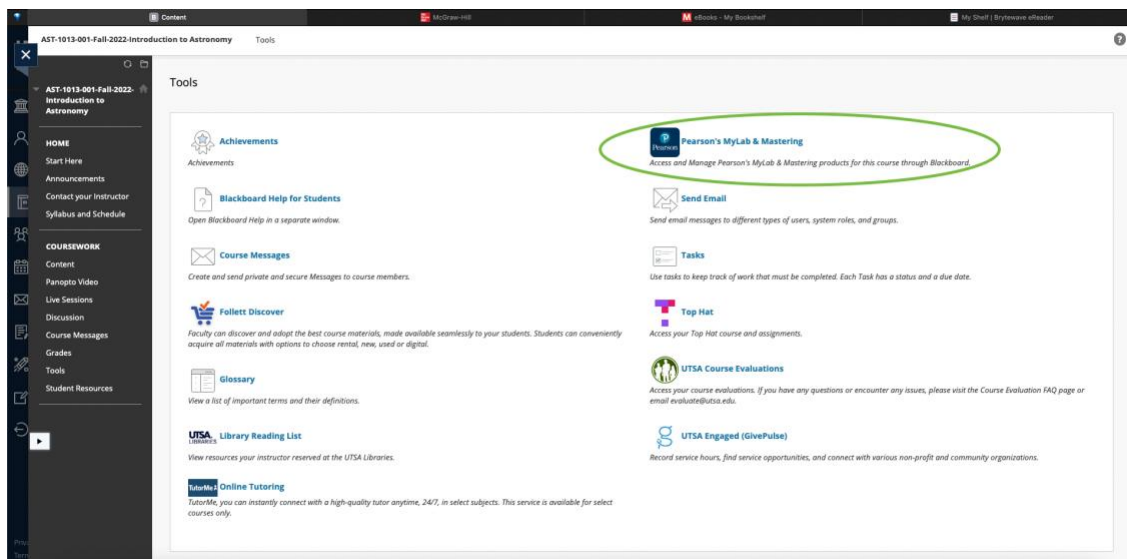 Content
McGraw-Hill
eBooks - My Bookshelf
My Shelf | Brytewave eReader
AST-1013-001-Fall-2022-Introduction to Astronomy
Tools
AST-1013-001-Fall-2022-
Introduction to
Astronomy
HOME
Start Here
Announcements
Contact your Instructor
Syllabus and Schedule
COURSEWORK
Content
Panopto Video
Live Sessions
Discussion
Course Messages
Grades
Tools
Student Resources
Priv
Term
Tools
Achievements
Achievements
Blackboard Help for Students
Open Blackboard Help in a separate window.
Course Messages
Create and send private and secure Messages to course members.
Follett Discover
Faculty can discover and adopt the best course materials, made available seamlessly to your students. Students can conveniently
acquire all materials with options to choose rental, new, used or digital.
Glossary
View a list of important terms and their definitions.
UTSA
LIBRARIES
Library Reading List
View resources your instructor reserved at the UTSA Libraries.
TutorMe
Online Tutoring
TutorMe, you can instantly connect with a high-quality tutor anytime, 24/7, in select subjects. This service is available for select
courses only.
Pearson
Pearson's MyLab & Mastering
Access and Manage Pearson's MyLab & Mastering products for this course through Blackboard.
Send Email
Send email messages to different types of users, system roles, and groups.
Tasks
Use tasks to keep track of work that must be completed. Each Task has a status and a due date.
Top Hat
Access your Top Hat course and assignments.
UTSA Course Evaluations
Access your course evaluations. If you have any questions or encounter any issues, please visit the Course Evaluation FAQ page or
email evaluate@utsa.edu.
UTSA Engaged (GivePulse)
Record service hours, find service opportunities, and connect with various non-profit and community organizations.